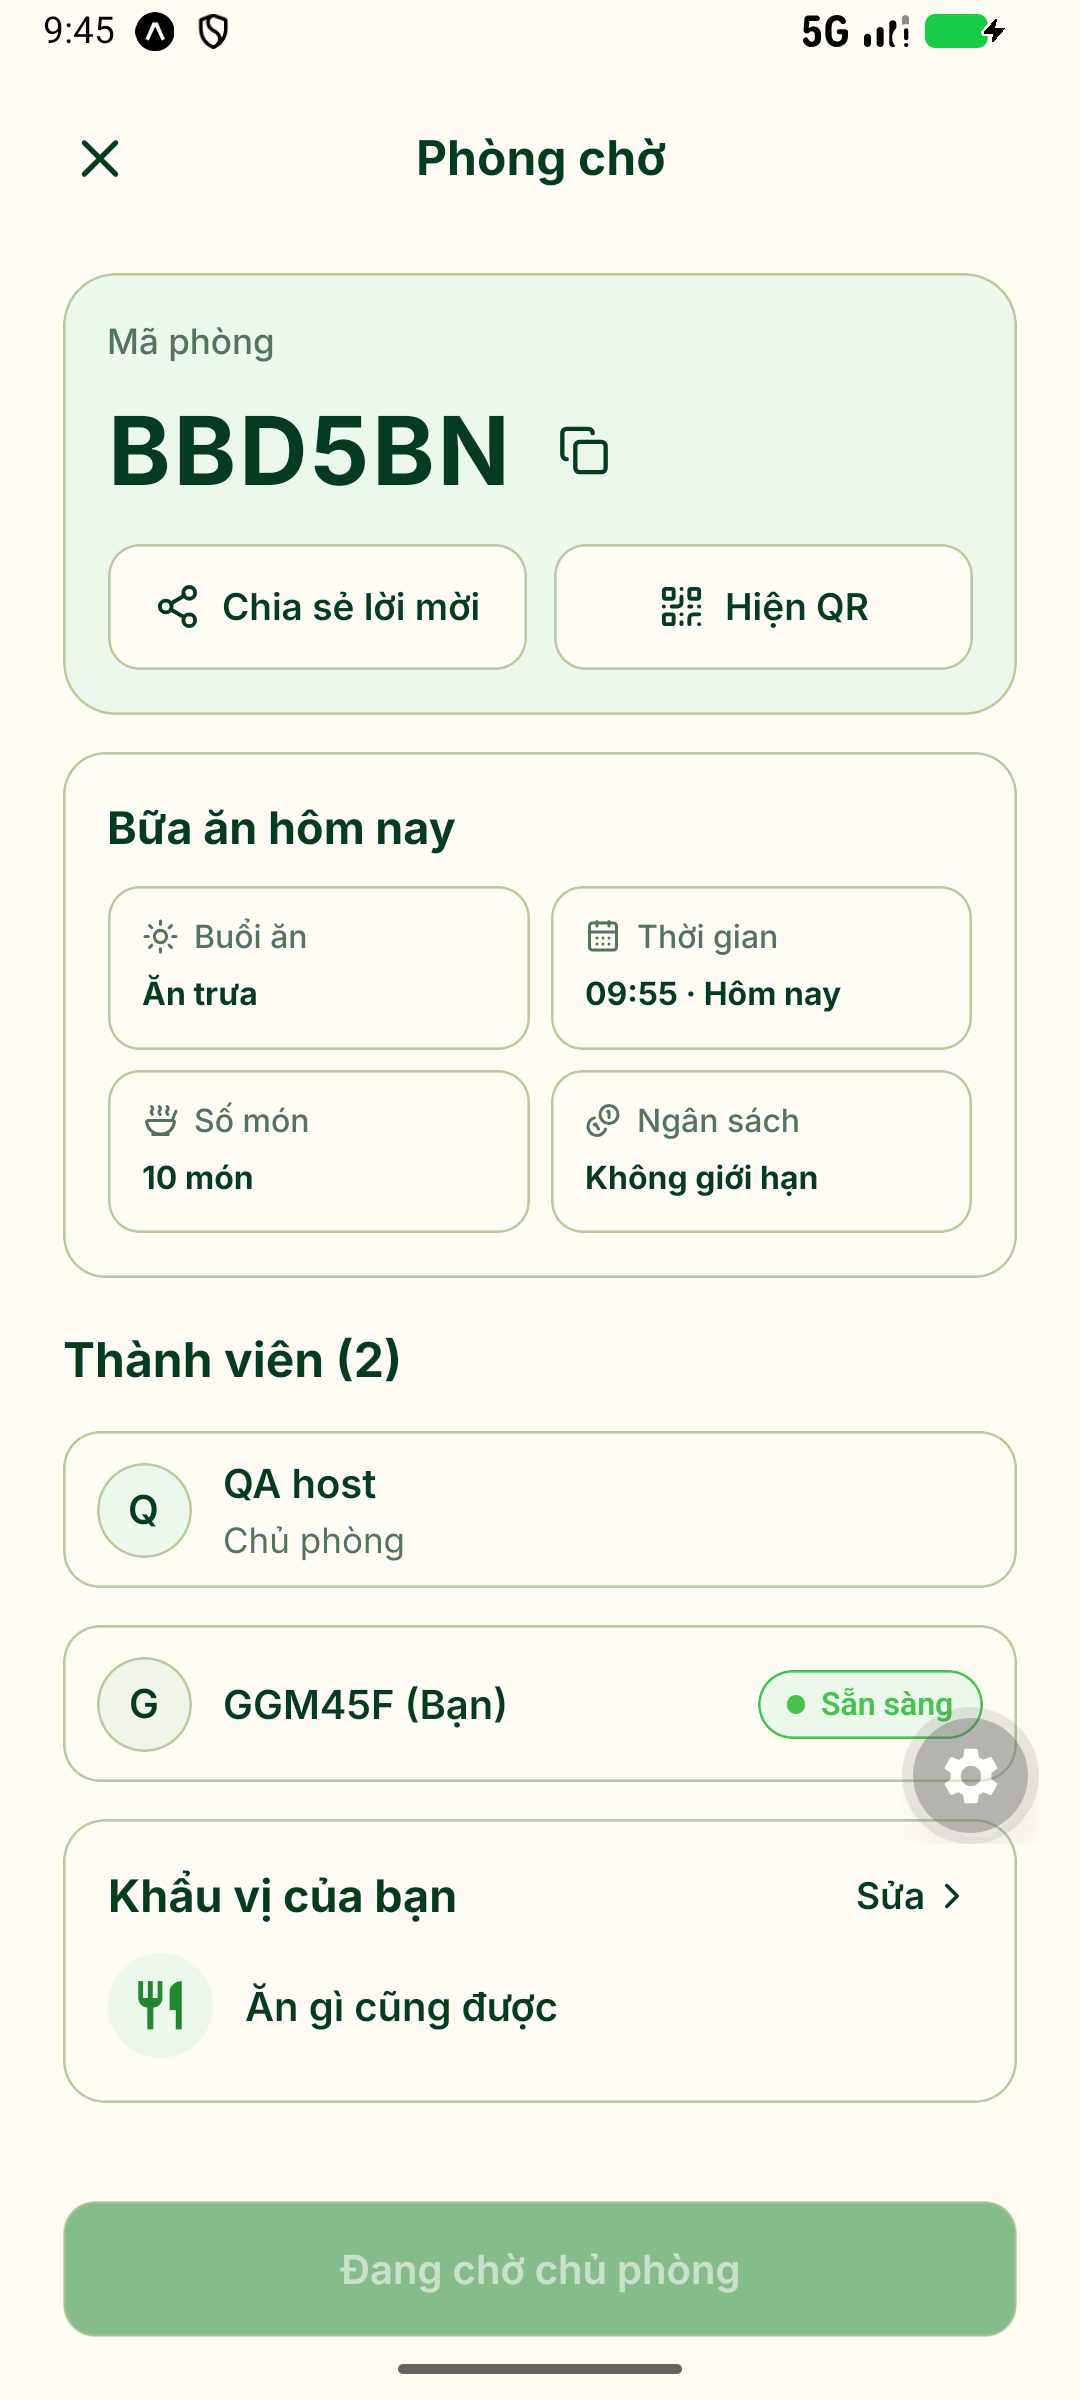 9:45
5G
Phòng chờ
Mã phòng
BBD5BN
Chia sẻ lời mời
Hiện QR
Bữa ăn hôm nay
Buổi ăn
Ăn trưa
Thời gian
09:55 · Hôm nay
Số món
10 món
Ngân sách
Không giới hạn
Thành viên (2)
Q
QA host
Chủ phòng
G
GGM45F (Bạn)
Sẵn sàng
Khẩu vị của bạn
Sửa
Ăn gì cũng được
Đang chờ chủ phòng